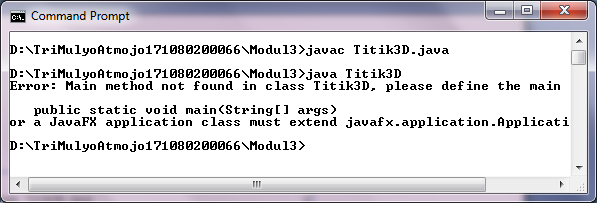 Command Prompt
D:\TriMulyoAtmojo171080200066\Modul3>javac Titik3D.java
D:\TriMulyoAtmojo171080200066\Modul3>java Titik3D
Error: Main method not found in class Titik3D, please define the main
public static void main(String[] args)
or a JavaFX application class must extend javafx.application.Applicati
D:\TriMulyoAtmojo171080200066\Modul3>